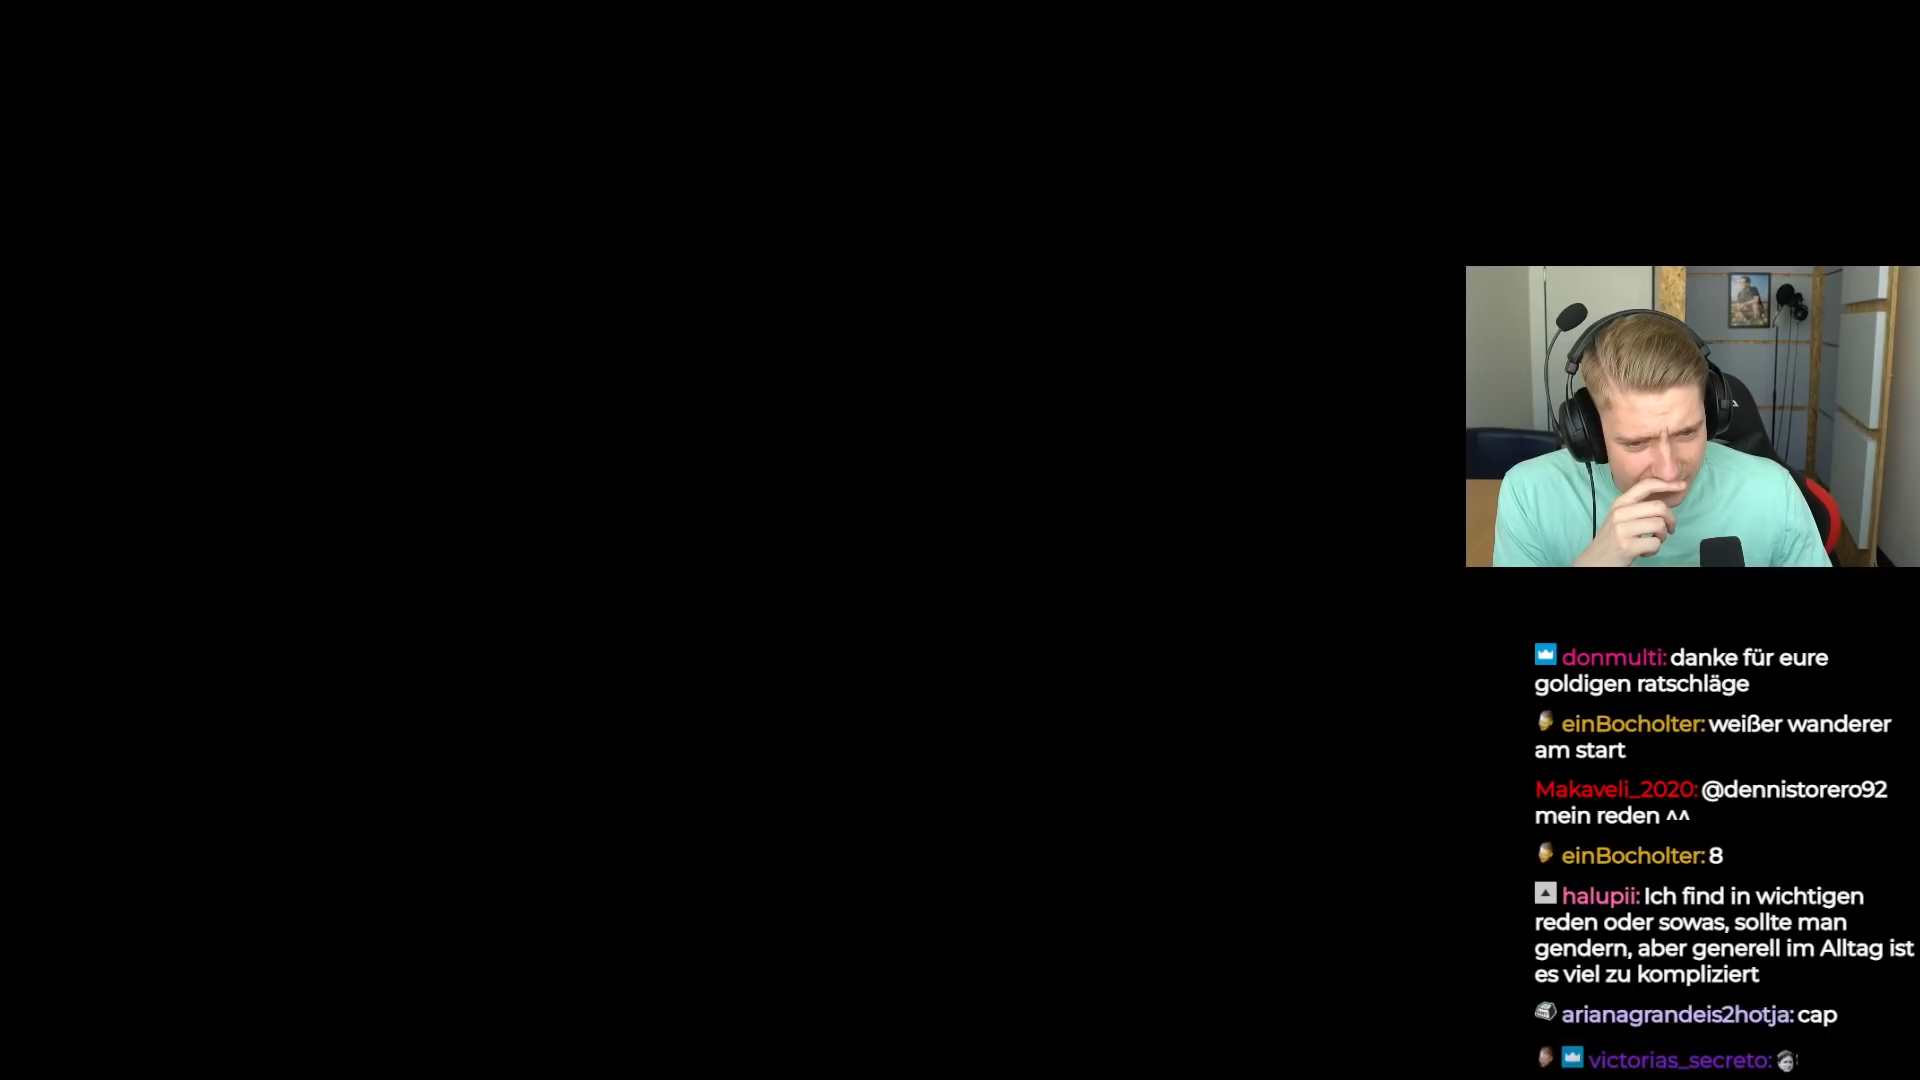 donmulti: danke für eure
goldigen ratschläge
einBocholter: weißer wanderer
am start
Makaveli_2020: @dennistorero92
mein reden ^^
einBocholter: 8
halupii: Ich find in wichtigen
reden oder sowas, sollte man
gendern, aber generell im Alltag ist
es viel zu kompliziert
arianagrandeis2hotja: cap
victorias_secreto: